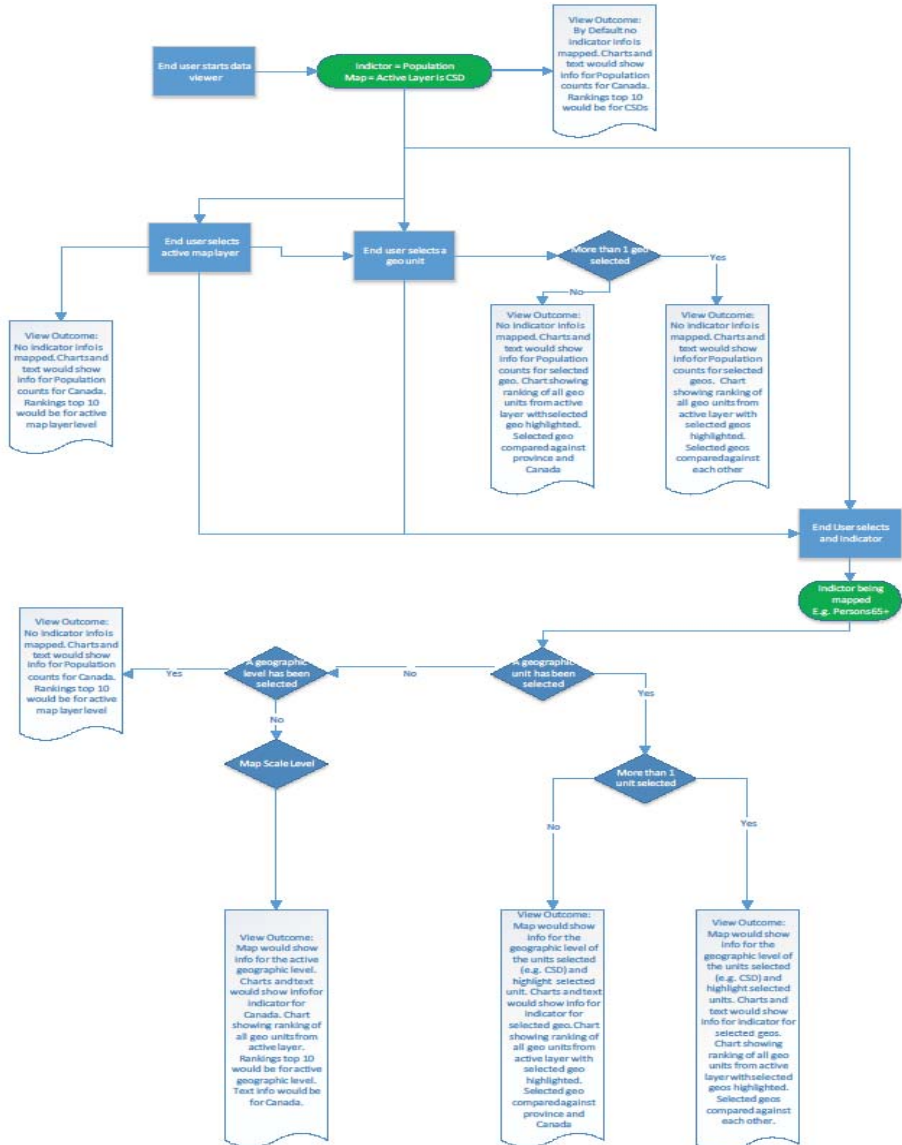 End user starts data
viewer
Indictor = Population
Map = Active Layer is CSD
View Outcome:
By Default no
indicator info is
mapped. Charts and
text would show
info for Population
counts for Canada.
Rankings top 10
would be for CSDs
End user selects
active map layer
End user selects a
geo unit
More than 1 geo
selected
Yes
No
View Outcome:
No indicator info is
mapped. Charts and
text would show
info for Population
counts for Canada.
Rankings top 10
would be for active
map layer level
View Outcome:
No indicator info is
mapped. Charts and
text would show
info for Population
counts for selected
geo. Chart showing
ranking of all geo
units from active
layer with selected
geo highlighted.
Selected geo
compared against
province and
Canada
View Outcome:
No indicator info is
mapped. Charts and
text would show
info for Population
counts for selected
geos. Chart
showing ranking of
all geo units from
active layer with
selected geos
highlighted.
Selected geos
compared against
each other
End User selects
and Indicator
Indictor being
mapped
E.g. Persons 65+
View Outcome:
No indicator info is
mapped. Charts and
text would show
info for Population
counts for Canada.
Rankings top 10
would be for active
map layer level
Yes
A geographic
level has been
selected
No
A geographic
unit has been
selected
Yes
No
Map Scale Level
More than 1
unit selected
No
Yes
View Outcome:
Map would show
info for the active
geographic level.
Charts and text
would show info for
indicator for
Canada. Chart
showing ranking of
all geo units from
active layer.
Rankings top 10
would be for active
geographic level.
Text info would be
for Canada.
View Outcome:
Map would show
info for the
geographic level of
the units selected
(e.g. CSD) and
highlight selected
unit. Charts and text
would show info for
indicator for
selected geo. Chart
showing ranking of
all geo units from
active layer with
selected geo
highlighted.
Selected geo
compared against
province and
Canada
View Outcome:
Map would show
info for the
geographic level of
the units selected
(e.g. CSD) and
highlight selected
units. Charts and
text would show
info for indicator for
selected geos.
Chart showing
ranking of all geo
units from active
layer with selected
geos highlighted.
Selected geos
compared against
each other.